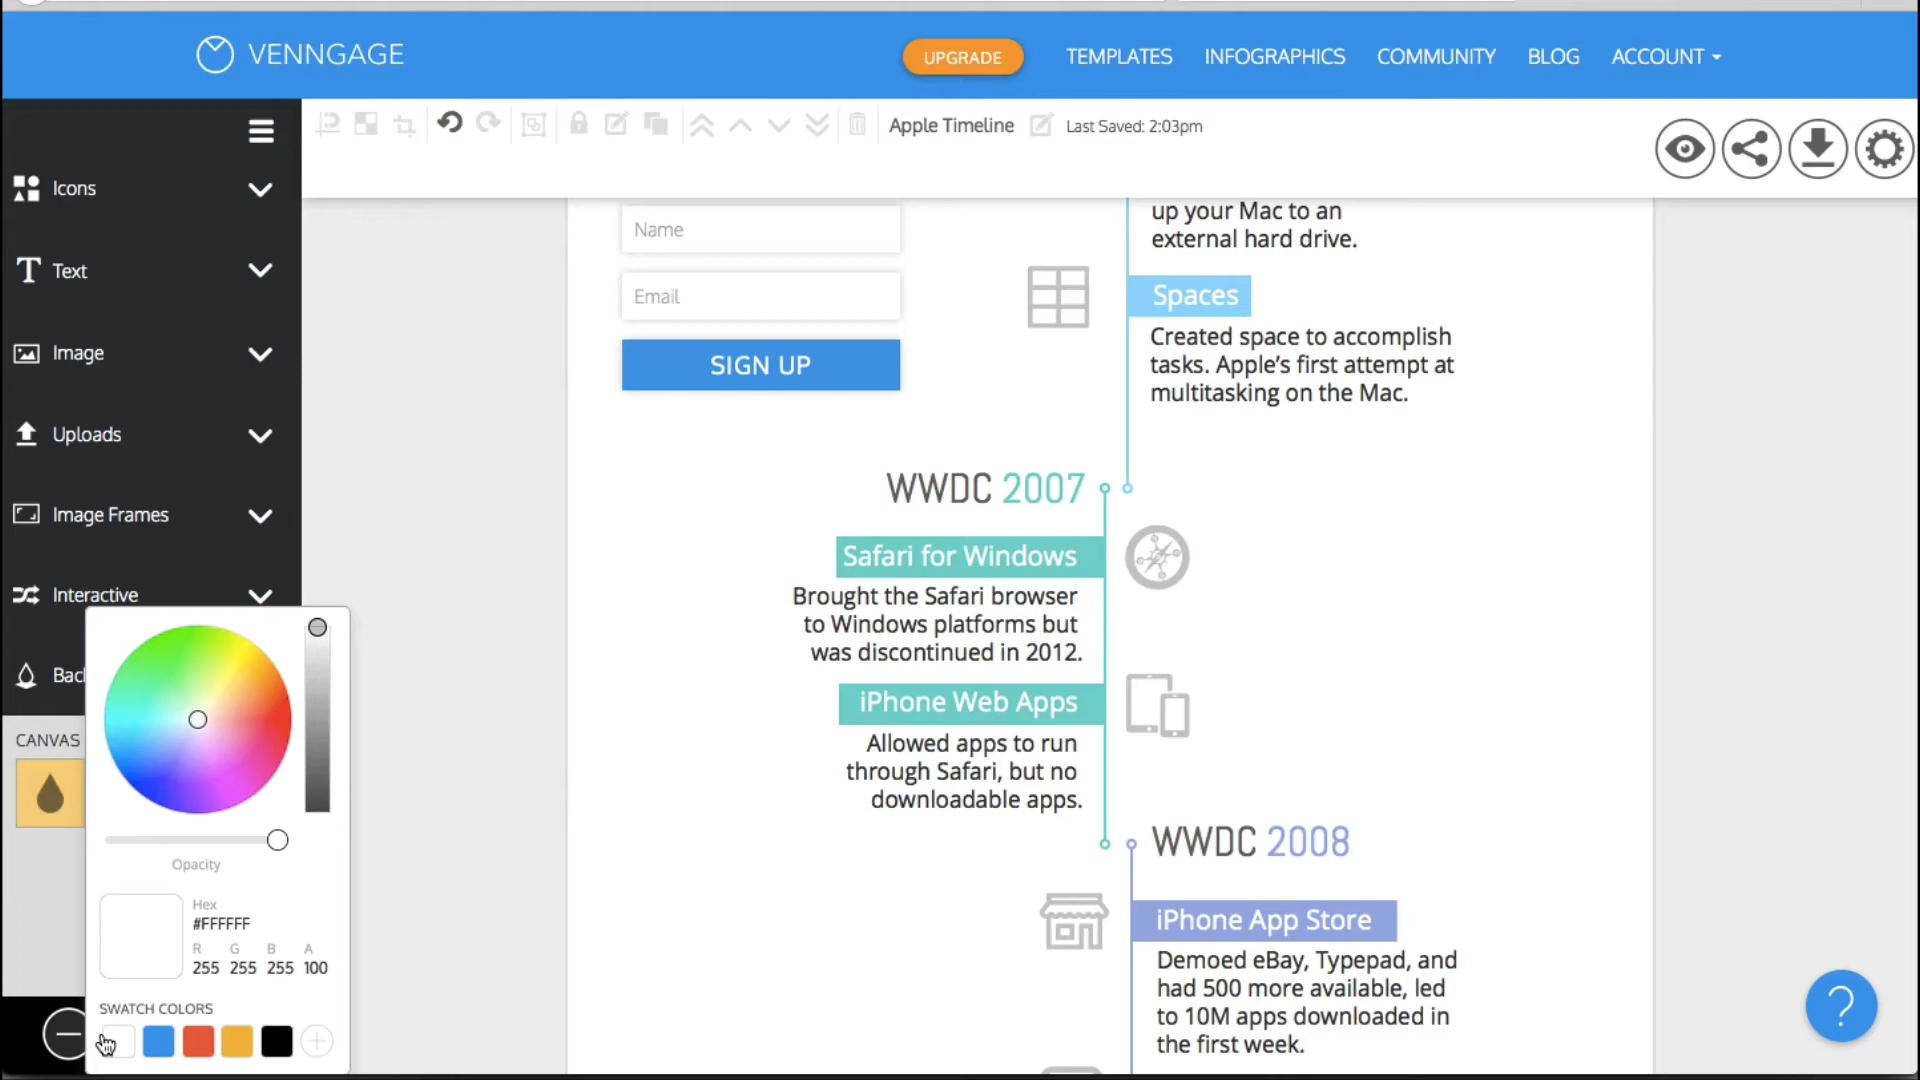 VENNGAGE
UPGRADE
TEMPLATES
INFOGRAPHICS
COMMUNITY
BLOG
ACCOUNT
Apple Timeline
Last Saved: 2:03pm
Icons
Text
Image
Uploads
Image Frames
Interactive
Bac
CANVAS
Opacity
Hex
#FFFFFF
R G B A
255 255 255 100
SWATCH COLORS
Name
Email
SIGN UP
up your Mac to an
external hard drive.
Spaces
Created space to accomplish
tasks. Apple’s first attempt at
multitasking on the Mac.
WWDC 2007
Safari for Windows
Brought the Safari browser
to Windows platforms but
was discontinued in 2012.
iPhone Web Apps
Allowed apps to run
through Safari, but no
downloadable apps.
WWDC 2008
iPhone App Store
Demoed eBay, Typepad, and
had 500 more available, led
to 10M apps downloaded in
the first week.
?